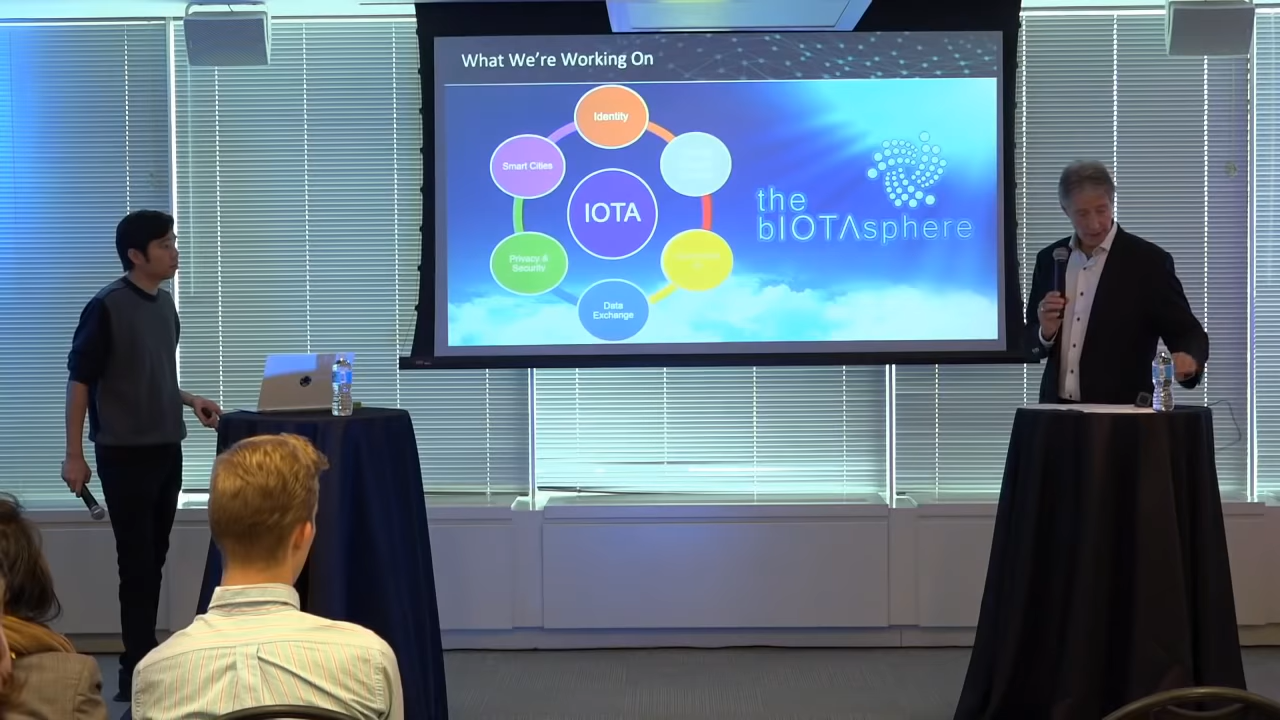 What We're Working On
Identity
Smart Cities
IOTA
Privacy &
Security
Data
Exchange
the
bIOTAsphere